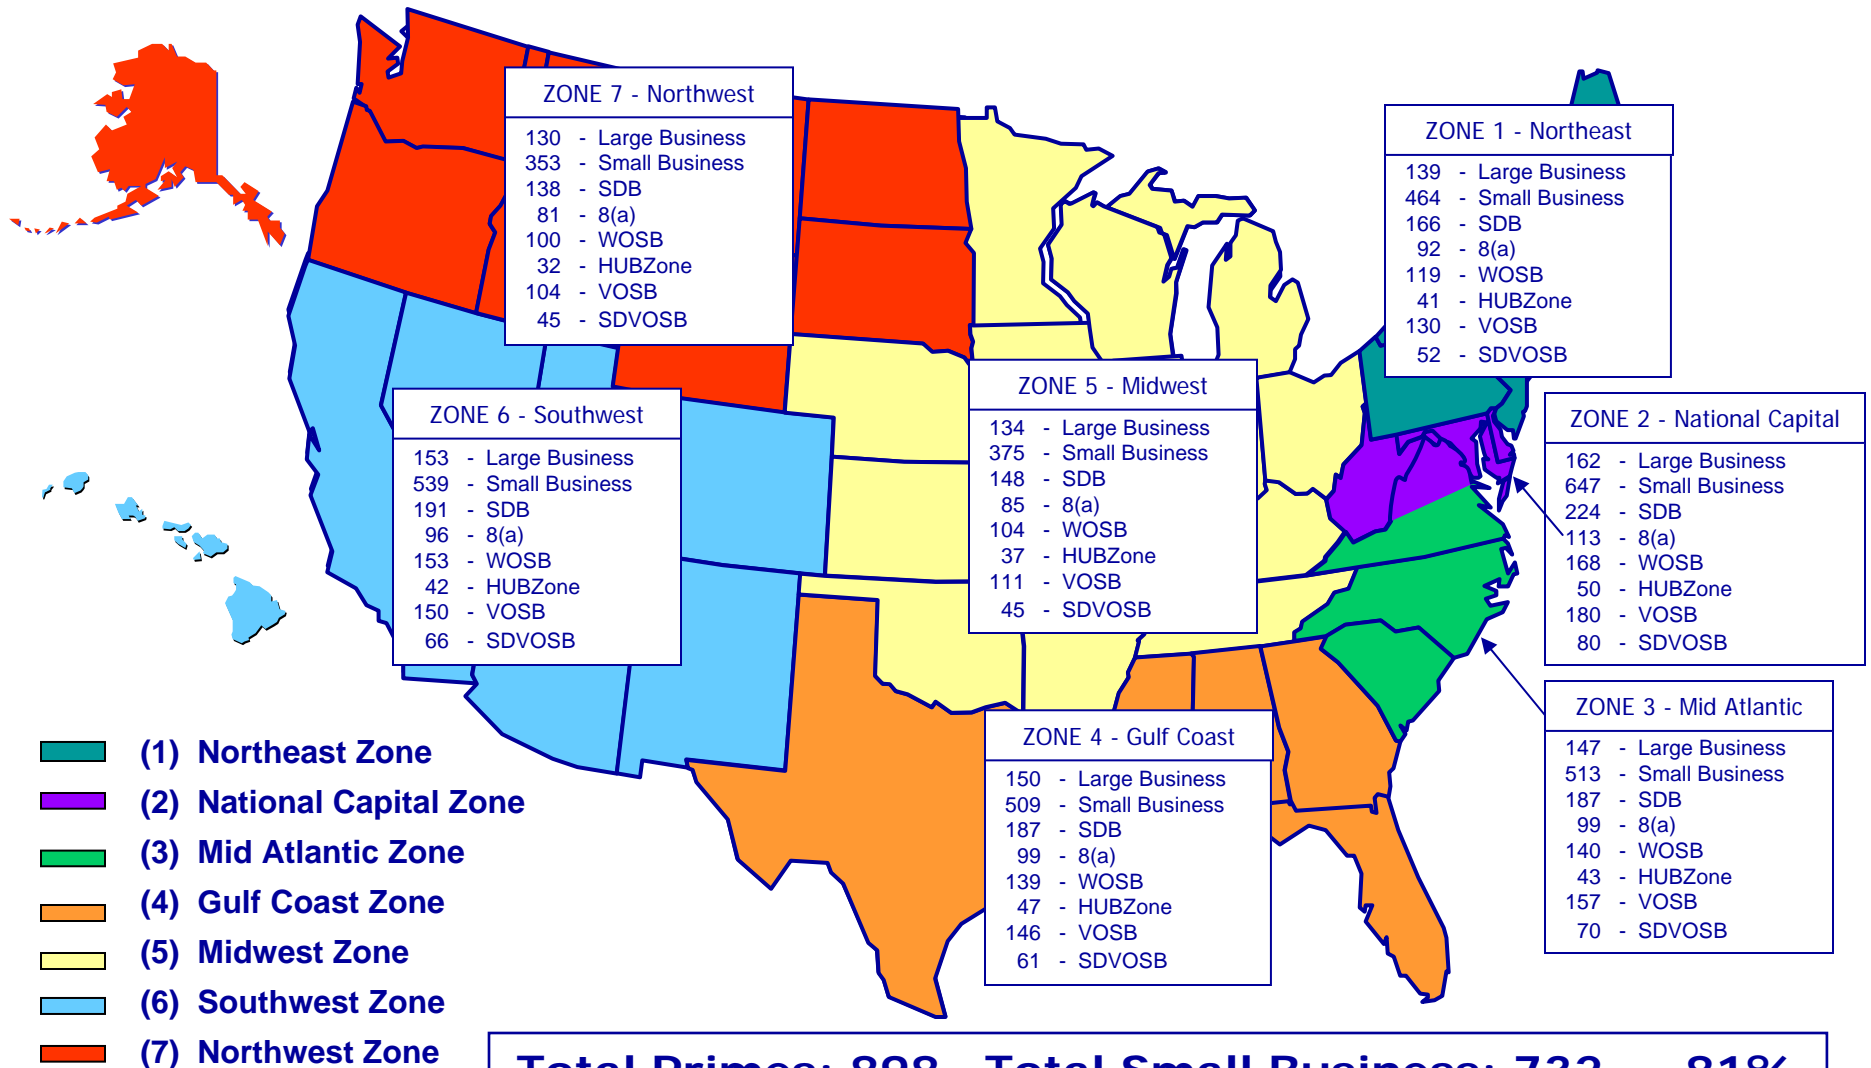 ZONE 7 - Northwest
130 - Large Business
353 - Small Business
138 - SDB
81 - 8(a)
100 - WOSB
32 - HUBZone
104 - VOSB
45 - SDVOSB
ZONE 1 - Northeast
139 - Large Business
464 - Small Business
166 - SDB
92 - 8(a)
119 - WOSB
41 - HUBZone
130 - VOSB
52 - SDVOSB
ZONE 6 - Southwest
153 - Large Business
539 - Small Business
191 - SDB
96 - 8(a)
153 - WOSB
42 - HUBZone
150 - VOSB
66 - SDVOSB
ZONE 5 - Midwest
134 - Large Business
375 - Small Business
148 - SDB
85 - 8(a)
104 - WOSB
37 - HUBZone
111 - VOSB
45 - SDVOSB
ZONE 2 - National Capital
162 - Large Business
647 - Small Business
224 - SDB
113 - 8(a)
168 - WOSB
50 - HUBZone
180 - VOSB
80 - SDVOSB
ZONE 4 - Gulf Coast
150 - Large Business
509 - Small Business
187 - SDB
99 - 8(a)
139 - WOSB
47 - HUBZone
146 - VOSB
61 - SDVOSB
ZONE 3 - Mid Atlantic
147 - Large Business
513 - Small Business
187 - SDB
99 - 8(a)
140 - WOSB
43 - HUBZone
157 - VOSB
70 - SDVOSB
(1) Northeast Zone
(2) National Capital Zone
(3) Mid Atlantic Zone
(4) Gulf Coast Zone
(5) Midwest Zone
(6) Southwest Zone
(7) Northwest Zone
Total Primes: 898 Total Small Business: 732 81%